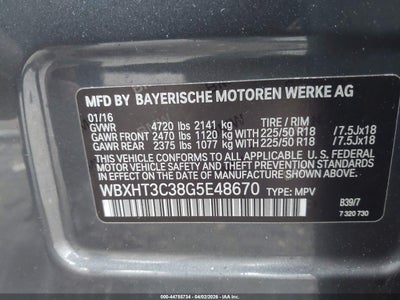 MFD BY BAYERISCHE MOTOREN WERKE AG
01/16
GVWR 4720 lbs 2141 kg TIRE / RIM
GAWR FRONT 2470 lbs 1120 kg WITH 225/50 R18 /7.5Jx18
GAWR REAR 2375 lbs 1077 kg WITH 225/50 R18 /7.5Jx18
THIS VEHICLE CONFORMS TO ALL APPLICABLE U. S. FEDERAL
MOTOR VEHICLE SAFETY, BUMPER, AND THEFT PREVENTION
STANDARDS IN EFFECT ON THE DATE OF MANUFACTURE SHOWN ABOVE.
WBXHT3C38G5E48670 TYPE: MPV
B39/7
7 320 730
000-44755734 - 04/02/2026 -